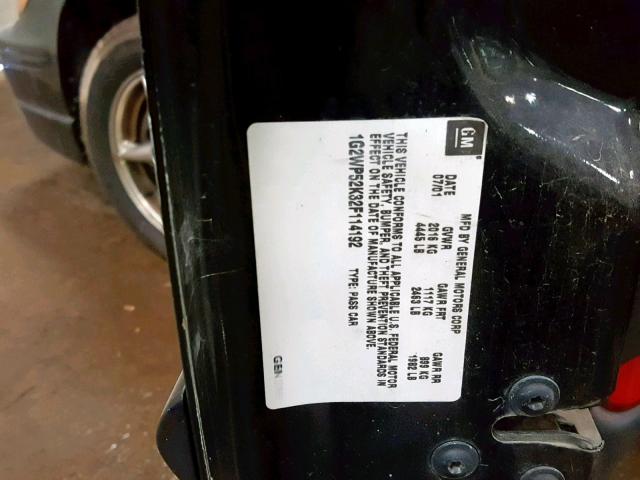 GM
MFD BY GENERAL MOTORS CORP
DATE GVWR GAWR FRT GAWR RR
07/01 2016 KG 1117 KG 899 KG
4445 LB 2463 LB 1982 LB
THIS VEHICLE CONFORMS TO ALL APPLICABLE U.S. FEDERAL MOTOR
VEHICLE SAFETY, BUMPER, AND THEFT PREVENTION STANDARDS IN
EFFECT ON THE DATE OF MANUFACTURE SHOWN ABOVE.
1G2WP52K32F114192 TYPE: PASS CAR
GEN